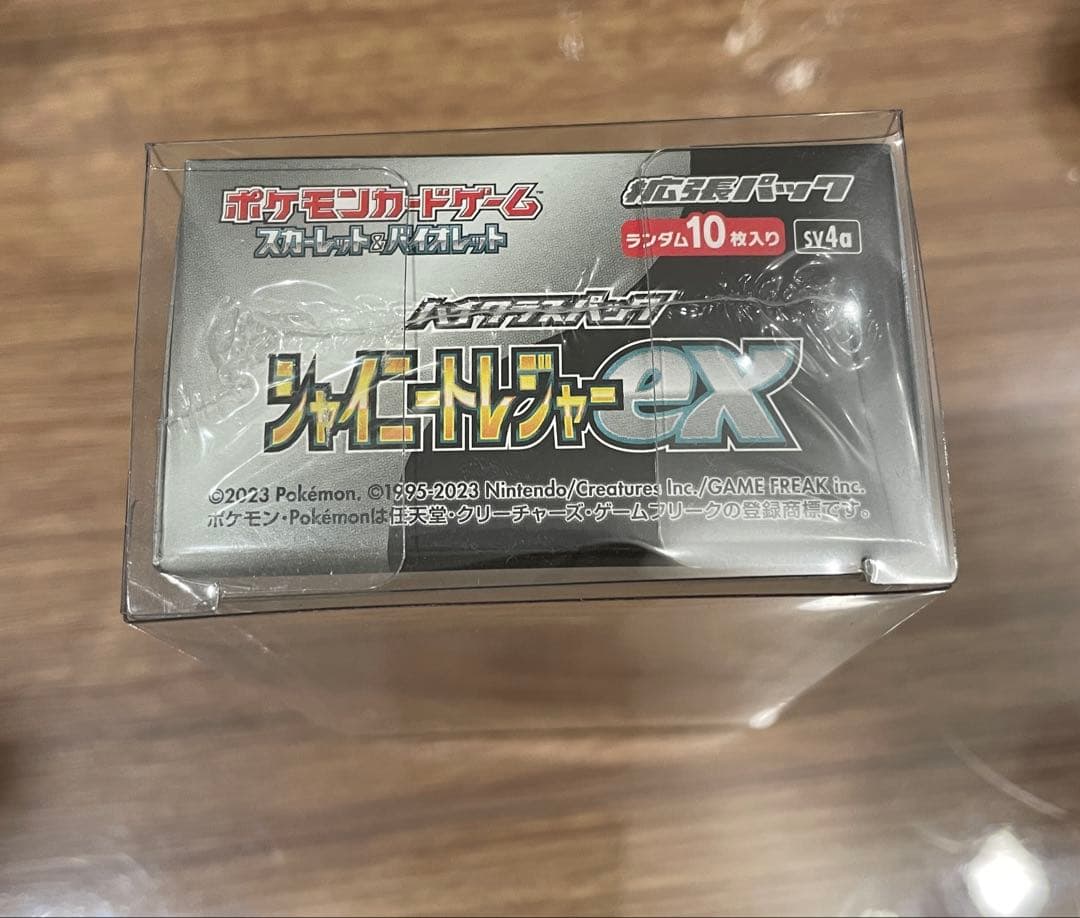 ポケモンカードゲーム™
スカーレット&バイオレット
拡張パック
ランダム10枚入り sv4a
ハイクラスパック
シャイニートレジャーex
©2023 Pokémon. ©1995-2023 Nintendo/Creatures Inc./GAME FREAK inc.
ポケモン・Pokémonは任天堂・クリーチャーズ・ゲームフリークの登録商標です。